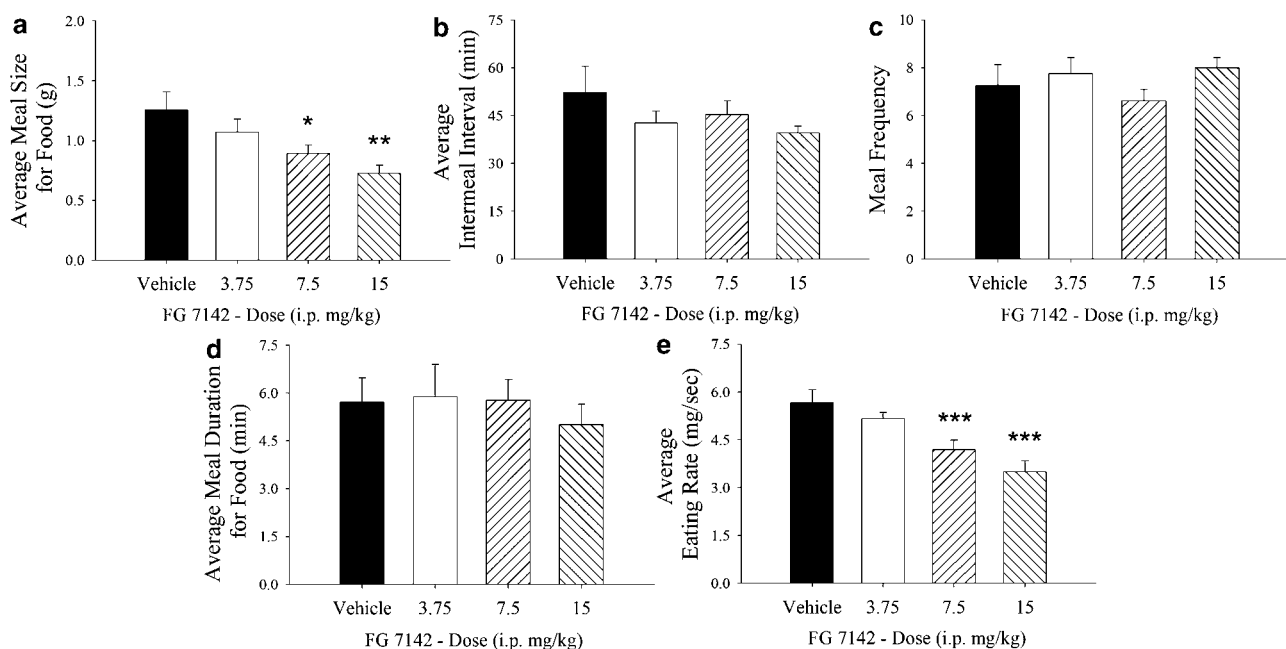 a
Average Meal Size
for Food (g)
2.0
1.5
1.0
0.5
0.0
*
**
Vehicle 3.75 7.5 15
FG 7142 - Dose (i.p. mg/kg)
b
Average
Intermeal Interval (min)
75
60
45
30
15
0
Vehicle 3.75 7.5 15
FG 7142 - Dose (i.p. mg/kg)
c
Meal Frequency
8
6
4
2
0
Vehicle 3.75 7.5 15
FG 7142 - Dose (i.p. mg/kg)
d
Average Meal Duration
for Food (min)
7.5
6.0
4.5
3.0
1.5
0.0
Vehicle 3.75 7.5 15
FG 7142 - Dose (i.p. mg/kg)
e
Average
Eating Rate (mg/sec)
7.5
6.0
4.5
3.0
1.5
0.0
***
***
Vehicle 3.75 7.5 15
FG 7142 - Dose (i.p. mg/kg)